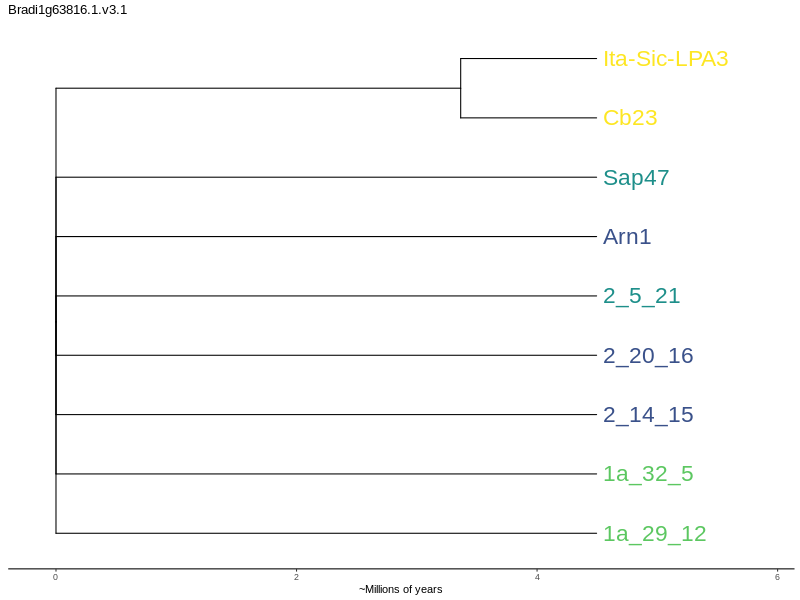 Bradi1g63816.1.v3.1
Ita-Sic-LPA3
Cb23
Sap47
Arn1
2_5_21
2_20_16
2_14_15
1a_32_5
1a_29_12
0 2 4 6
~Millions of years